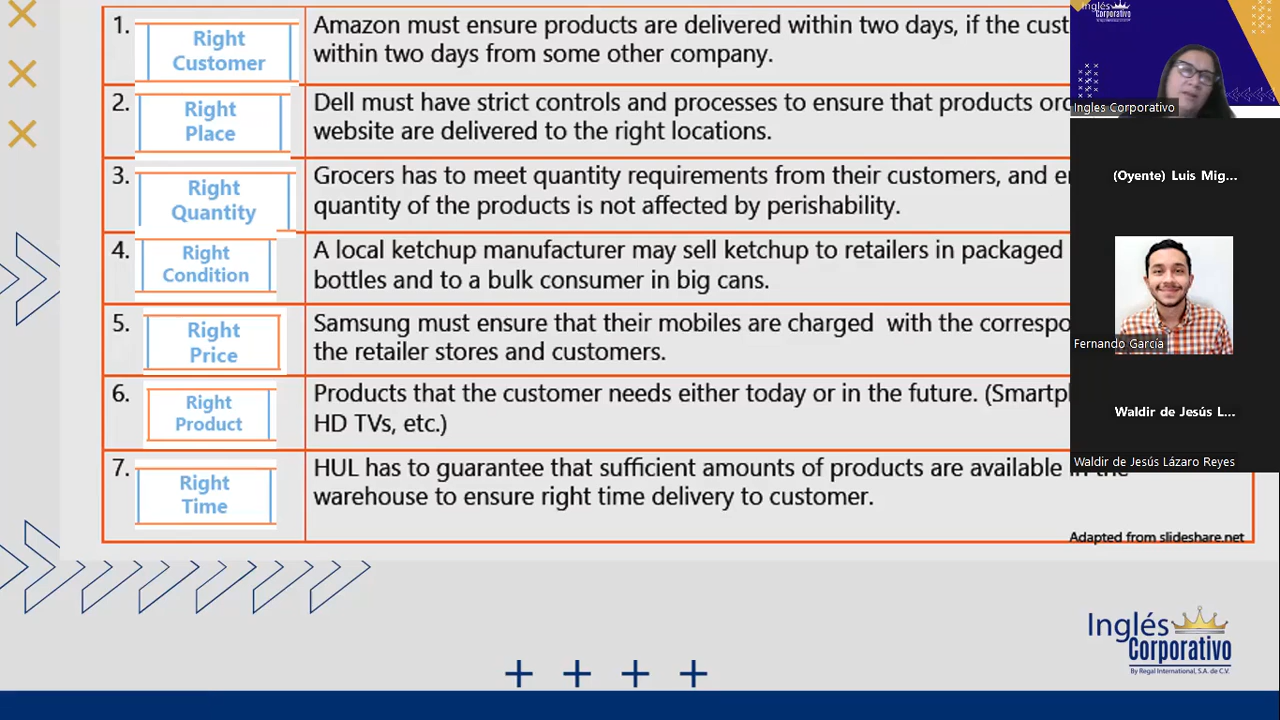 1.
Right
Customer
Amazon must ensure products are delivered within two days, if the
within two days from some other company.
2.
Right
Place
Dell must have strict controls and processes to ensure that products
website are delivered to the right locations.
3.
Right
Quantity
Grocers has to meet quantity requirements from their customers, and
quantity of the products is not affected by perishability.
4.
Right
Condition
A local ketchup manufacturer may sell ketchup to retailers in packaged
bottles and to a bulk consumer in big cans.
5.
Right
Price
Samsung must ensure that their mobiles are charged with the
the retailer stores and customers.
6.
Right
Product
Products that the customer needs either today or in the future.
HD TVs, etc.)
7.
Right
Time
HUL has to guarantee that sufficient amounts of products are available in the
warehouse to ensure right time delivery to customer.
Adapted from slideshare.net
Inglés
Corporativo
By Regal International, S.A. de C.V.
Inglés
Corporativo
Ingles Corporativo
(Oyente) Luis Mig...
Fernando García
Waldir de Jesús L...
Waldir de Jesús Lázaro Reyes